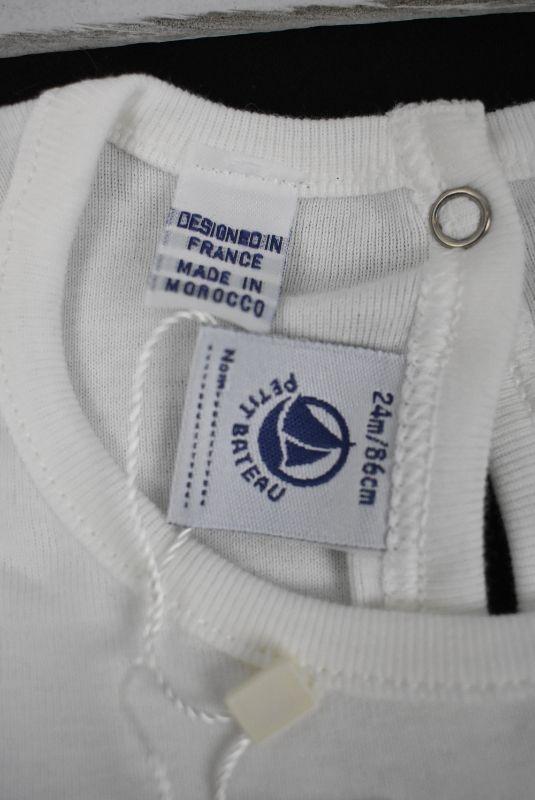 DESIGNED IN
FRANCE
MADE IN
MOROCCO
24m/86cm
PETIT BATEAU
Nom